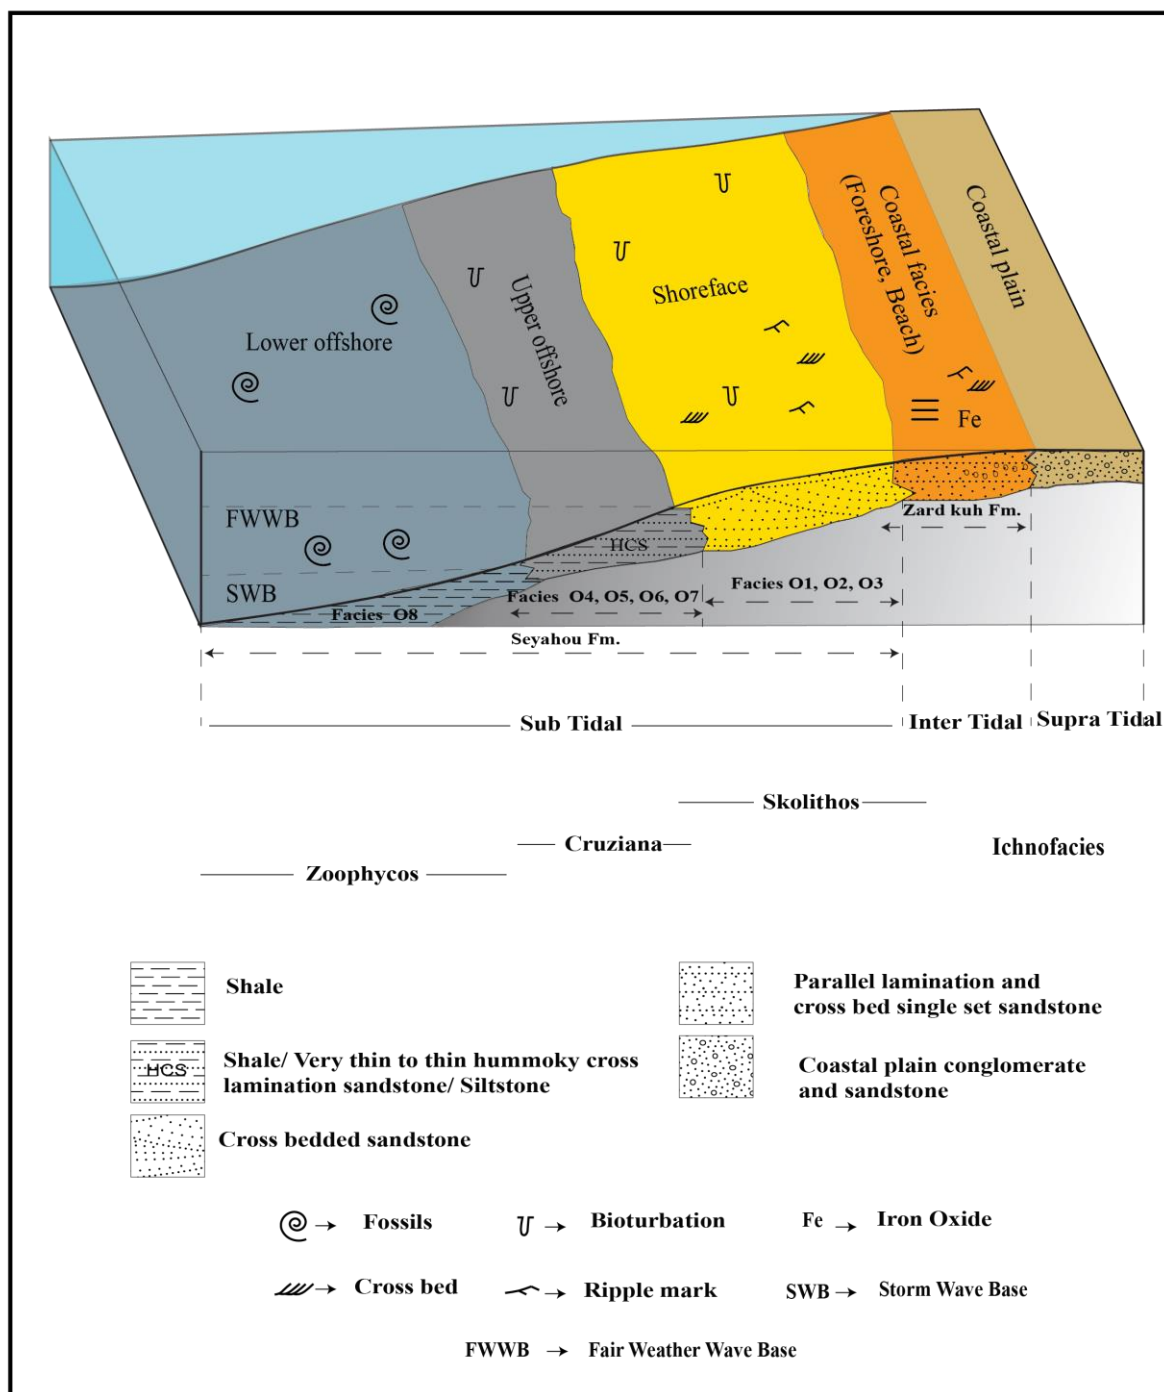 Coastal plain
Coastal facies
(Foreshore, Beach)
Shoreface
Upper offshore
Lower offshore
Fe
FWWB
HCS
Zard kuh Fm.
SWB
Facies O4, O5, O6, O7
Facies O1, O2, O3
Facies O8
Seyahou Fm.
Sub Tidal
Inter Tidal
Supra Tidal
Skolithos
Cruziana
Ichnofacies
Zoophycos
Shale
Parallel lamination and
cross bed single set sandstone
HCS
Shale/ Very thin to thin hummoky cross
lamination sandstone/ Siltstone
Coastal plain conglomerate
and sandstone
Cross bedded sandstone
Fossils
Bioturbation
Fe → Iron Oxide
Cross bed
Ripple mark
SWB → Storm Wave Base
FWWB → Fair Weather Wave Base